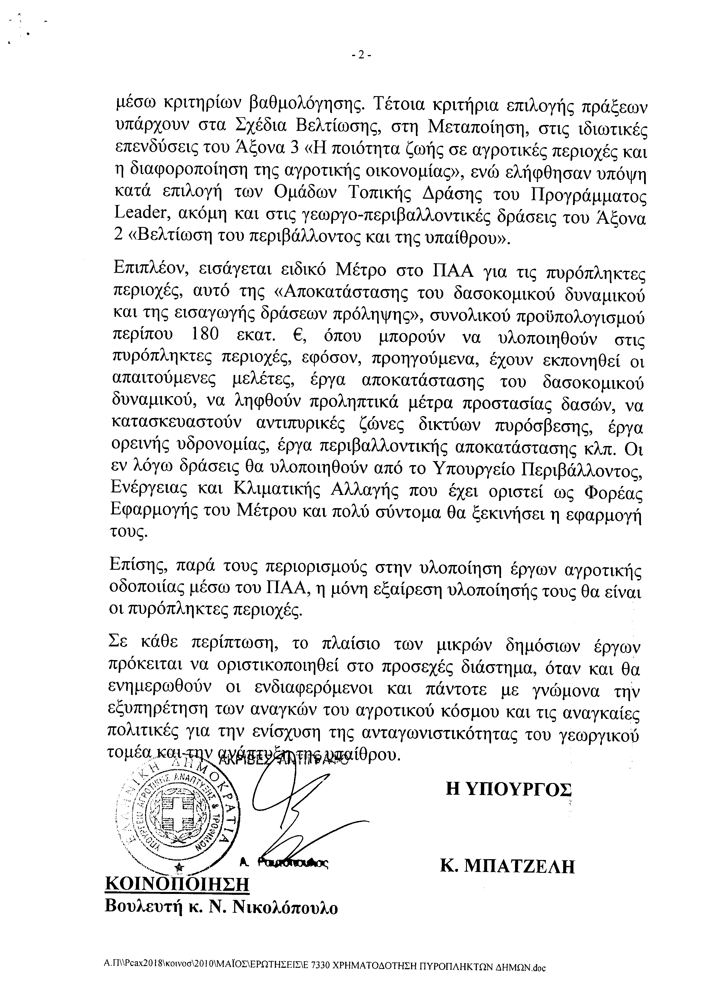 - 2 -
μέσω κριτηρίων βαθμολόγησης. Τέτοια κριτήρια επιλογής πράξεων
υπάρχουν στα Σχέδια Βελτίωσης, στη Μεταποίηση, στις ιδιωτικές
επενδύσεις του Άξονα 3 «Η ποιότητα ζωής σε αγροτικές περιοχές και
η διαφοροποίηση της αγροτικής οικονομίας», ενώ ελήφθησαν υπόψη
κατά επιλογή των Ομάδων Τοπικής Δράσης του Προγράμματος
Leader, ακόμη και στις γεωργο-περιβαλλοντικές δράσεις του Άξονα
2 «Βελτίωση του περιβάλλοντος και της υπαίθρου».
Επιπλέον, εισάγεται ειδικό Μέτρο στο ΠΑΑ για τις πυρόπληκτες
περιοχές, αυτό της «Αποκατάστασης του δασοκομικού δυναμικού
και της εισαγωγής δράσεων πρόληψης», συνολικού προϋπολογισμού
περίπου 180 εκατ. €, όπου μπορούν να υλοποιηθούν στις
πυρόπληκτες περιοχές, εφόσον, προηγούμενα, έχουν εκπονηθεί οι
απαιτούμενες μελέτες, έργα αποκατάστασης του δασοκομικού
δυναμικού, να ληφθούν προληπτικά μέτρα προστασίας δασών, να
κατασκευαστούν αντιπυρικές ζώνες δικτύων πυρόσβεσης, έργα
ορεινής υδρονομίας, έργα περιβαλλοντικής αποκατάστασης κλπ. Οι
εν λόγω δράσεις θα υλοποιηθούν από το Υπουργείο Περιβάλλοντος,
Ενέργειας και Κλιματικής Αλλαγής που έχει οριστεί ως Φορέας
Εφαρμογής του Μέτρου και πολύ σύντομα θα ξεκινήσει η εφαρμογή
τους.
Επίσης, παρά τους περιορισμούς στην υλοποίηση έργων αγροτικής
οδοποιίας μέσω του ΠΑΑ, η μόνη εξαίρεση υλοποίησής τους θα είναι
οι πυρόπληκτες περιοχές.
Σε κάθε περίπτωση, το πλαίσιο των μικρών δημόσιων έργων
πρόκειται να οριστικοποιηθεί στο προσεχές διάστημα, όταν και θα
ενημερωθούν οι ενδιαφερόμενοι και πάντοτε με γνώμονα την
εξυπηρέτηση των αναγκών του αγροτικού κόσμου και τις αναγκαίες
πολιτικές για την ενίσχυση της ανταγωνιστικότητας του γεωργικού
τομέα και την ανάπτυξη της υπαίθρου.
ΑΚΡΙΒΕΣ ΑΝΤΙΓΡΑΦΟ
ΕΛΛΗΝΙΚΗ ΔΗΜΟΚΡΑΤΙΑ
ΥΠΟΥΡΓΕΙΟ ΑΓΡΟΤΙΚΗΣ ΑΝΑΠΤΥΞΗΣ & ΤΡΟΦΙΜΩΝ
Η ΥΠΟΥΡΓΟΣ
Α.
Κ. ΜΠΑΤΖΕΛΗ
ΚΟΙΝΟΠΟΙΗΣΗ
Βουλευτή κ. Ν. Νικολόπουλο
Α.Π\\Pcax2018\κοινοσ\2010\ΜΑΪΟΣ\ΕΡΩΤΗΣΕΙΣ\Ε 7330 ΧΡΗΜΑΤΟΔΟΤΗΣΗ ΠΥΡΟΠΛΗΚΤΩΝ ΔΗΜΩΝ.doc